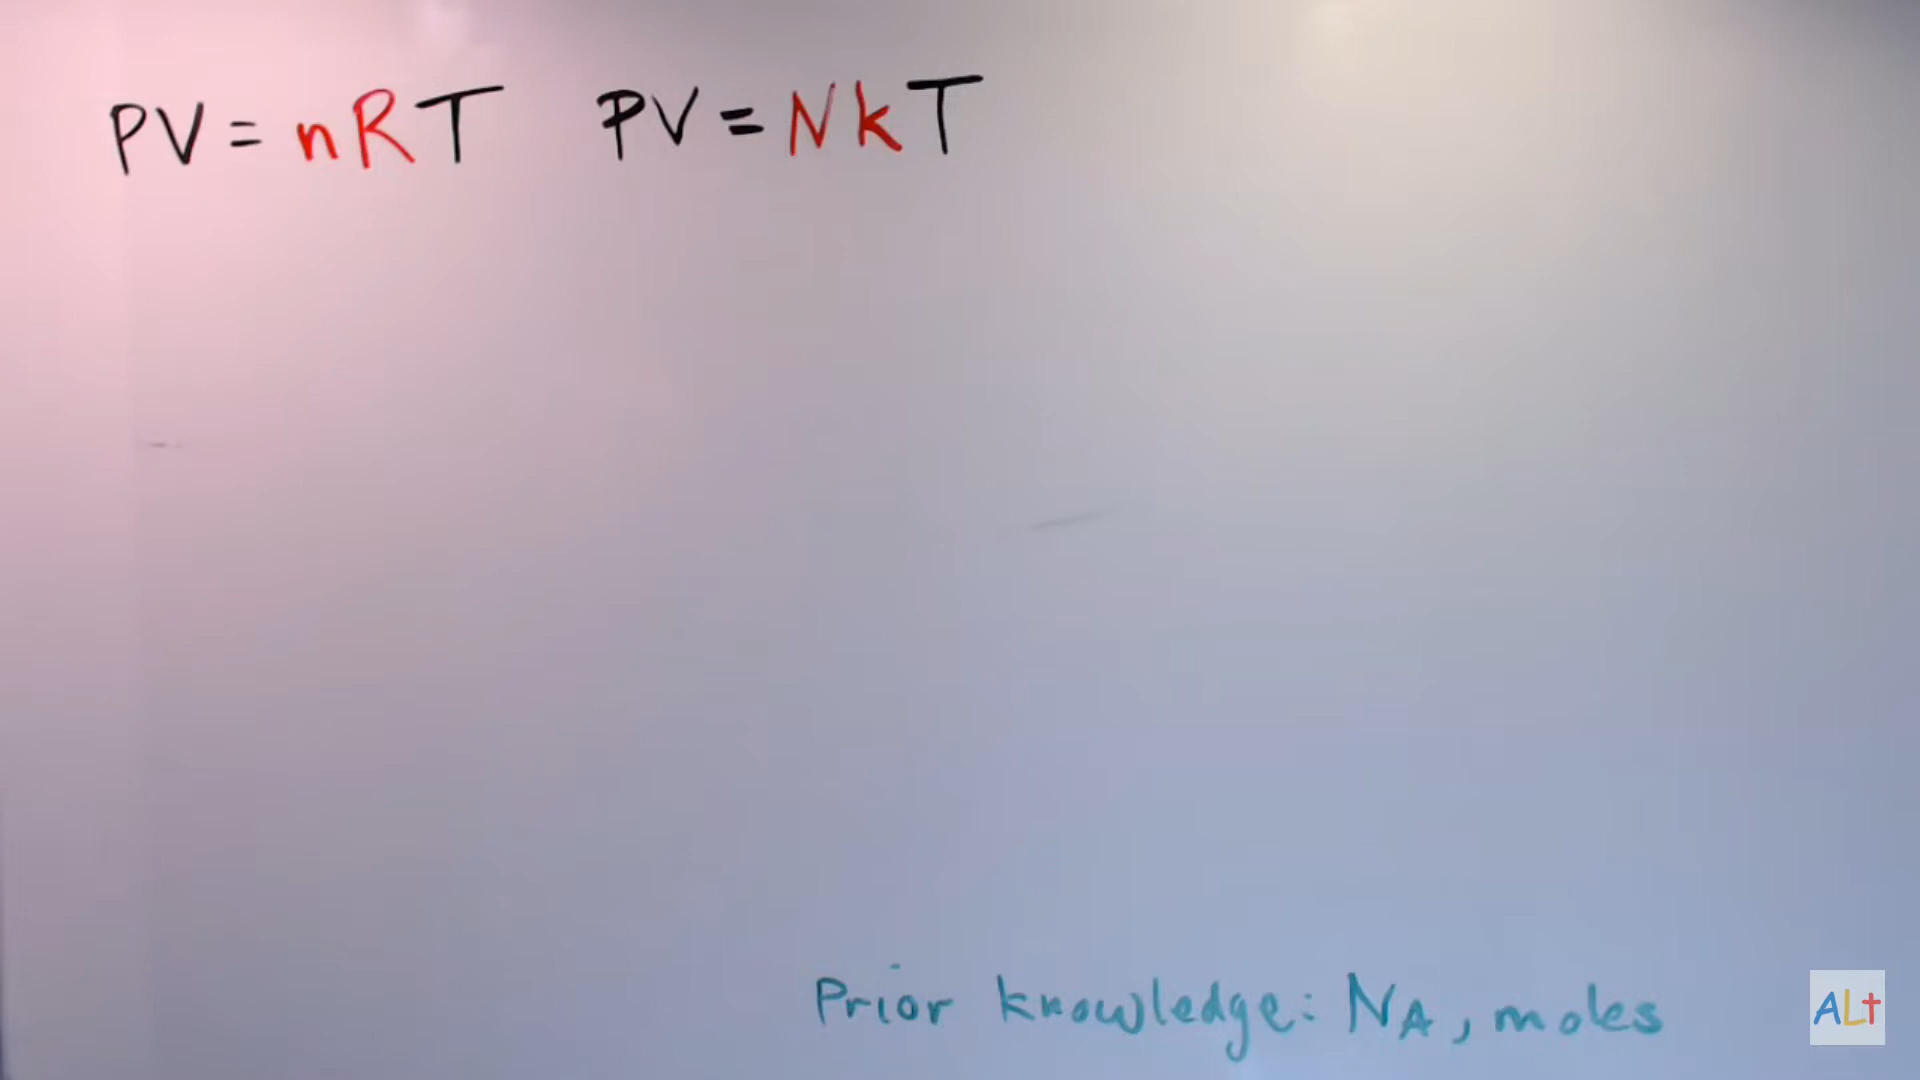 PV = nRT PV = NkT
Prior knowledge: NA, moles
ALt